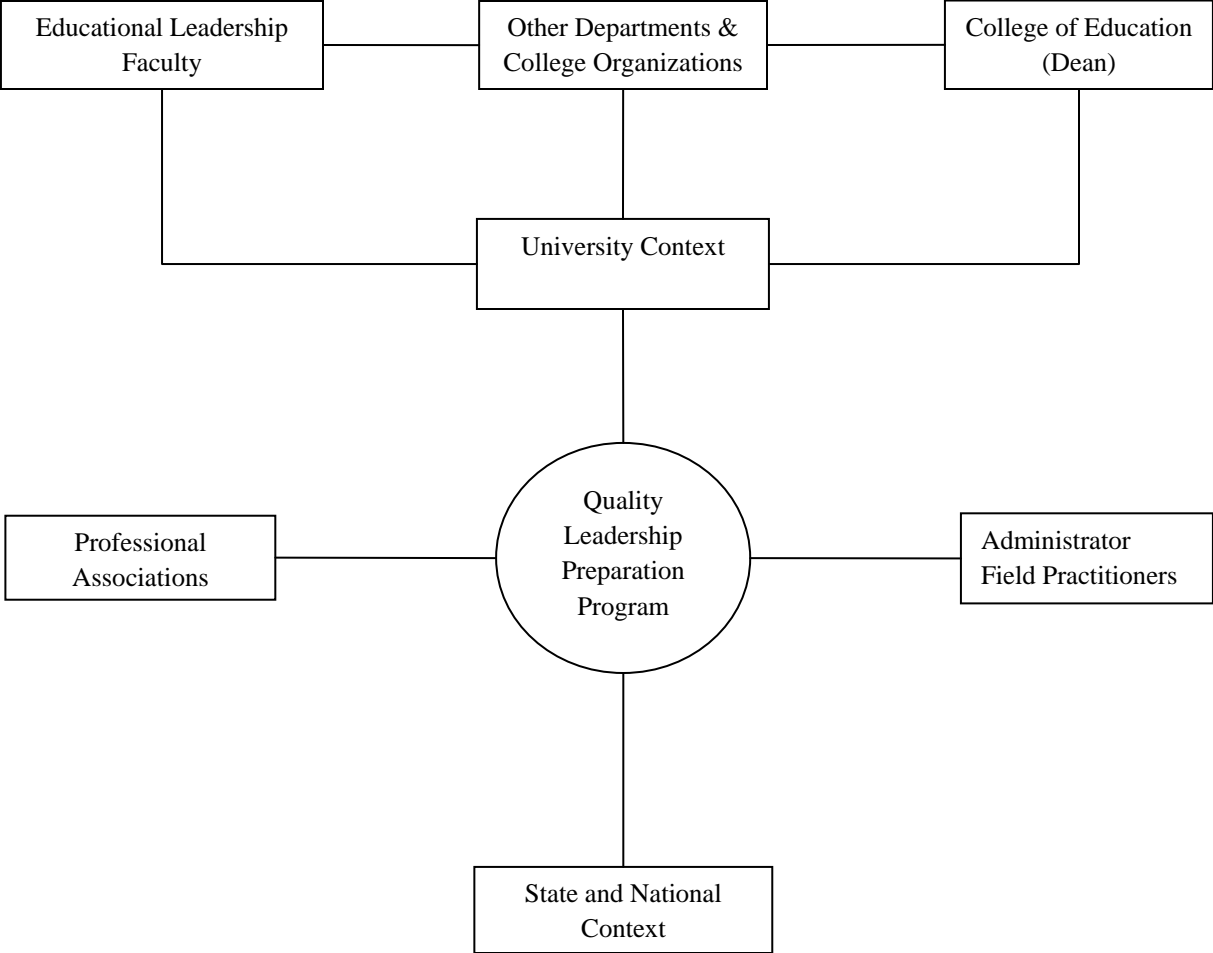 Educational Leadership
Faculty
Other Departments &
College Organizations
College of Education
(Dean)
University Context
Quality
Leadership
Preparation
Program
Professional
Associations
Administrator
Field Practitioners
State and National
Context